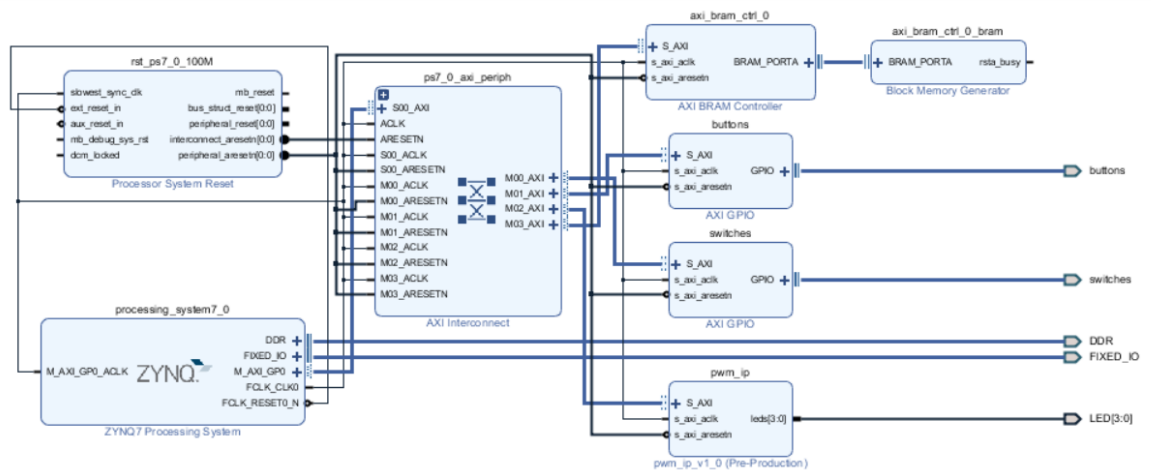 axi_bram_ctrl_0
S_AXI
s_axi_aclk
s_axi_aresetn
BRAM_PORTA
AXI BRAM Controller
axi_bram_ctrl_0_bram
BRAM_PORTA
rsta_busy
Block Memory Generator
rst_ps7_0_100M
slowest_sync_clk
ext_reset_in
aux_reset_in
mb_debug_sys_rst
dcm_locked
mb_reset
bus_struct_reset[0:0]
peripheral_reset[0:0]
interconnect_aresetn[0:0]
peripheral_aresetn[0:0]
Processor System Reset
ps7_0_axi_periph
S00_AXI
ACLK
ARESETN
S00_ACLK
S00_ARESETN
M00_ACLK
M00_ARESETN
M01_ACLK
M01_ARESETN
M02_ACLK
M02_ARESETN
M03_ACLK
M03_ARESETN
M00_AXI
M01_AXI
M02_AXI
M03_AXI
AXI Interconnect
buttons
S_AXI
s_axi_aclk
s_axi_aresetn
GPIO
AXI GPIO
buttons
switches
S_AXI
s_axi_aclk
s_axi_aresetn
GPIO
AXI GPIO
switches
processing_system7_0
M_AXI_GP0_ACLK
ZYNQ
DDR
FIXED_IO
M_AXI_GP0
FCLK_CLK0
FCLK_RESET0_N
ZYNQ7 Processing System
DDR
FIXED_IO
pwm_ip
S_AXI
s_axi_aclk
s_axi_aresetn
leds[3:0]
pwm_ip_v1_0 (Pre-Production)
LED[3:0]